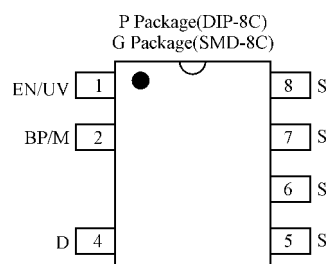 P Package(DIP-8C)
G Package(SMD-8C)
EN/UV 1 8 S
BP/M 2 7 S
6 S
D 4 5 S